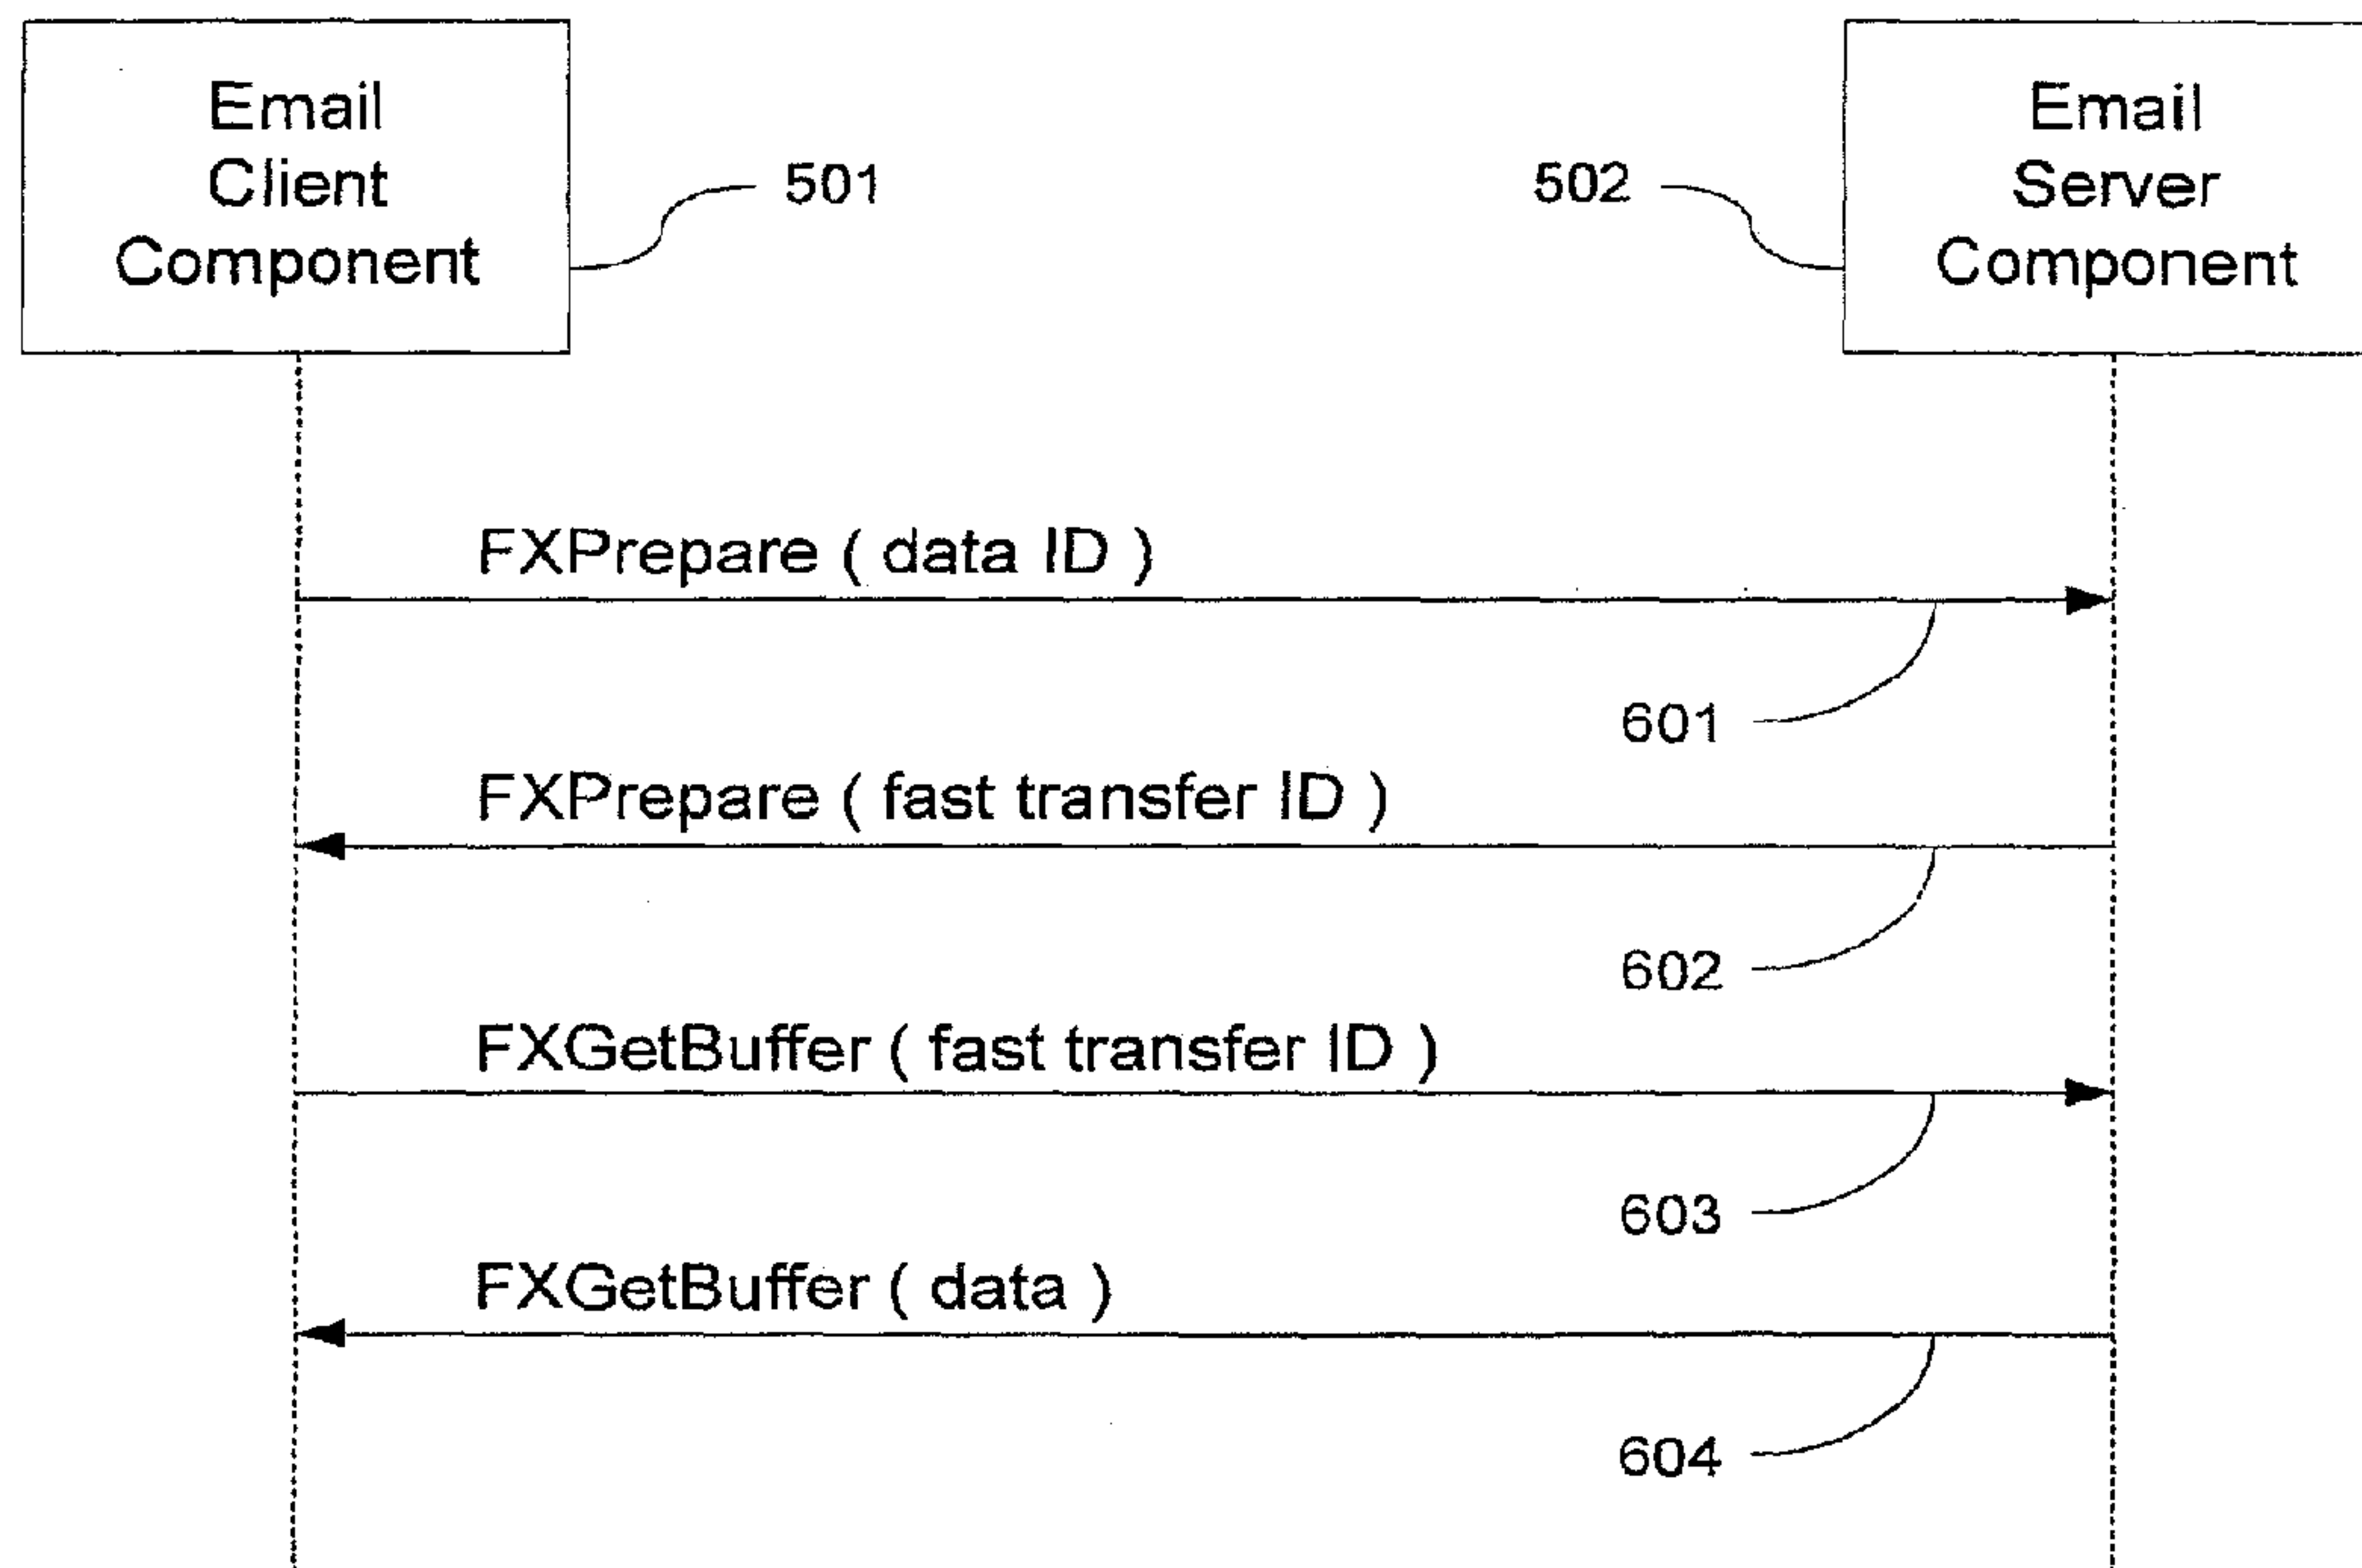 Email
Client
Component
501
502
Email
Server
Component
FXPrepare ( data ID )
601
FXPrepare ( fast transfer ID )
602
FXGetBuffer ( fast transfer ID )
603
FXGetBuffer ( data )
604